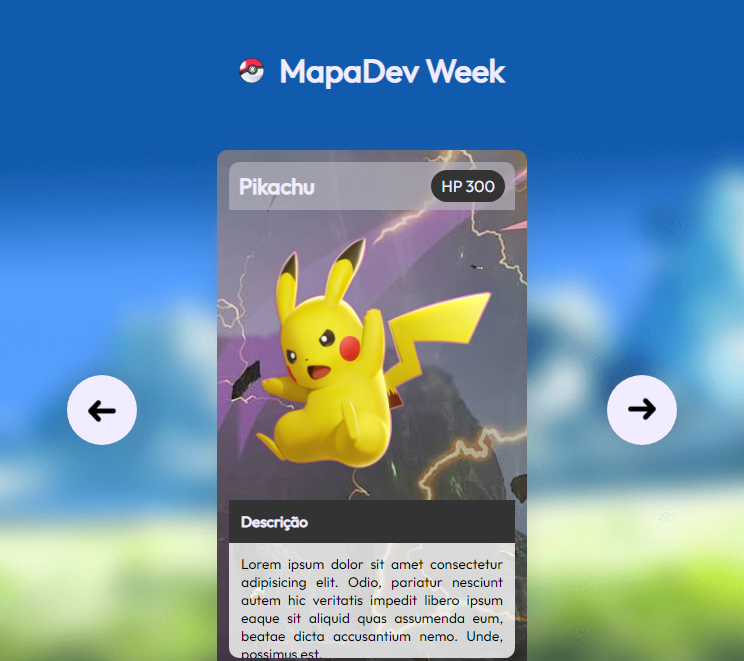 MapaDev Week
Pikachu
HP 300
Descrição
Lorem ipsum dolor sit amet consectetur
adipisicing elit. Odio, pariatur nesciunt
autem hic veritatis impedit libero ipsum
eaque sit aliquid quas assumenda eum,
beatae dicta accusantium nemo. Unde,
possimus est.